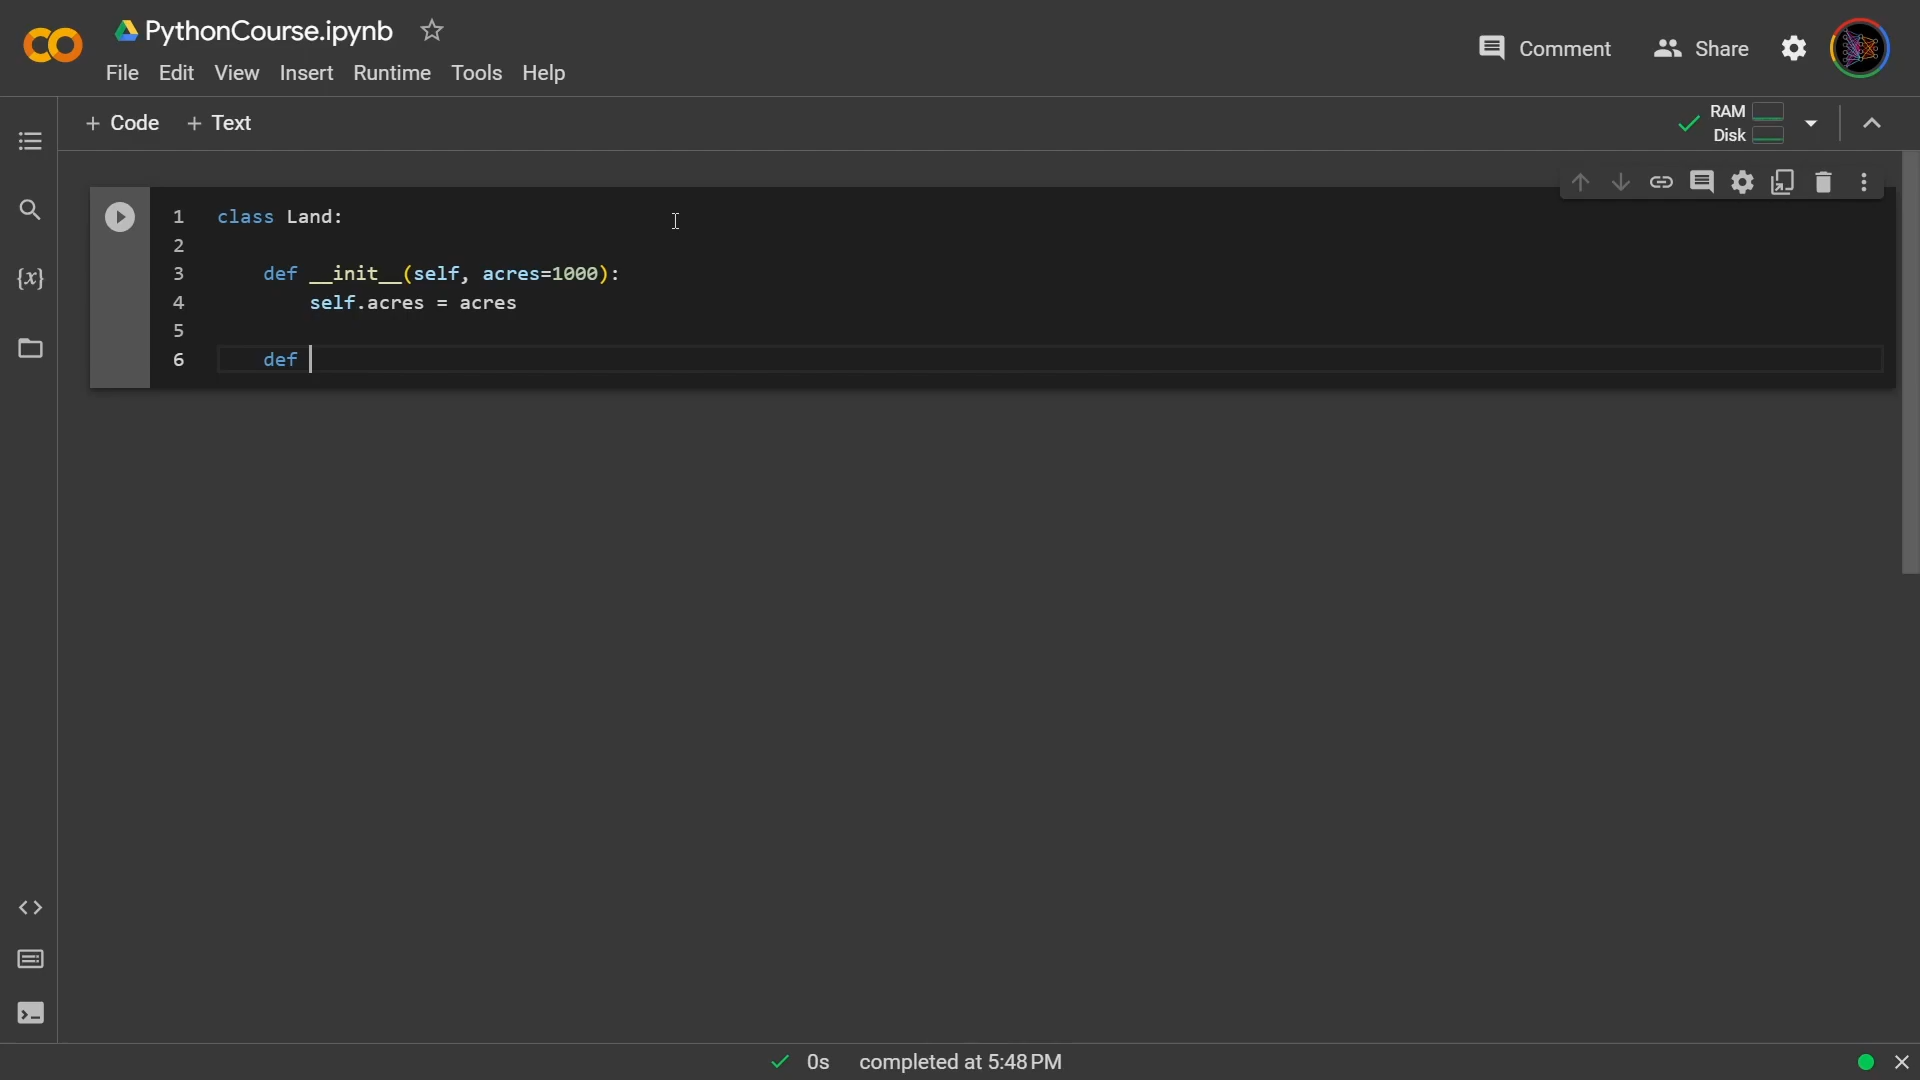 PythonCourse.ipynb
File Edit View Insert Runtime Tools Help
Comment Share
+ Code + Text
RAM
Disk
{x}
1 class Land:
2
3     def __init__(self, acres=1000):
4         self.acres = acres
5
6     def
0s completed at 5:48 PM